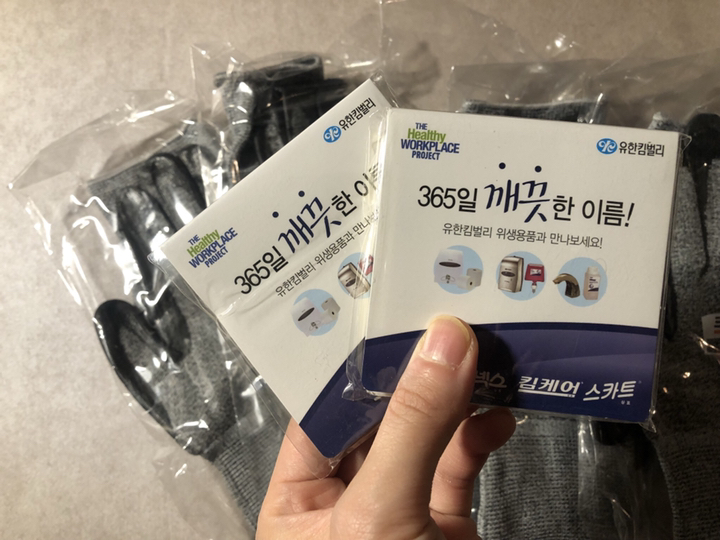 THE
Healthy
WORKPLACE
PROJECT
유한킴벌리
365일 깨끗한 이름!
유한킴벌리 위생용품과 만나보세
THE
Healthy
WORKPLACE
PROJECT
유한킴벌리
365일 깨끗한 이름!
유한킴벌리 위생용품과 만나보세요!
넥스 킴케어 스카트